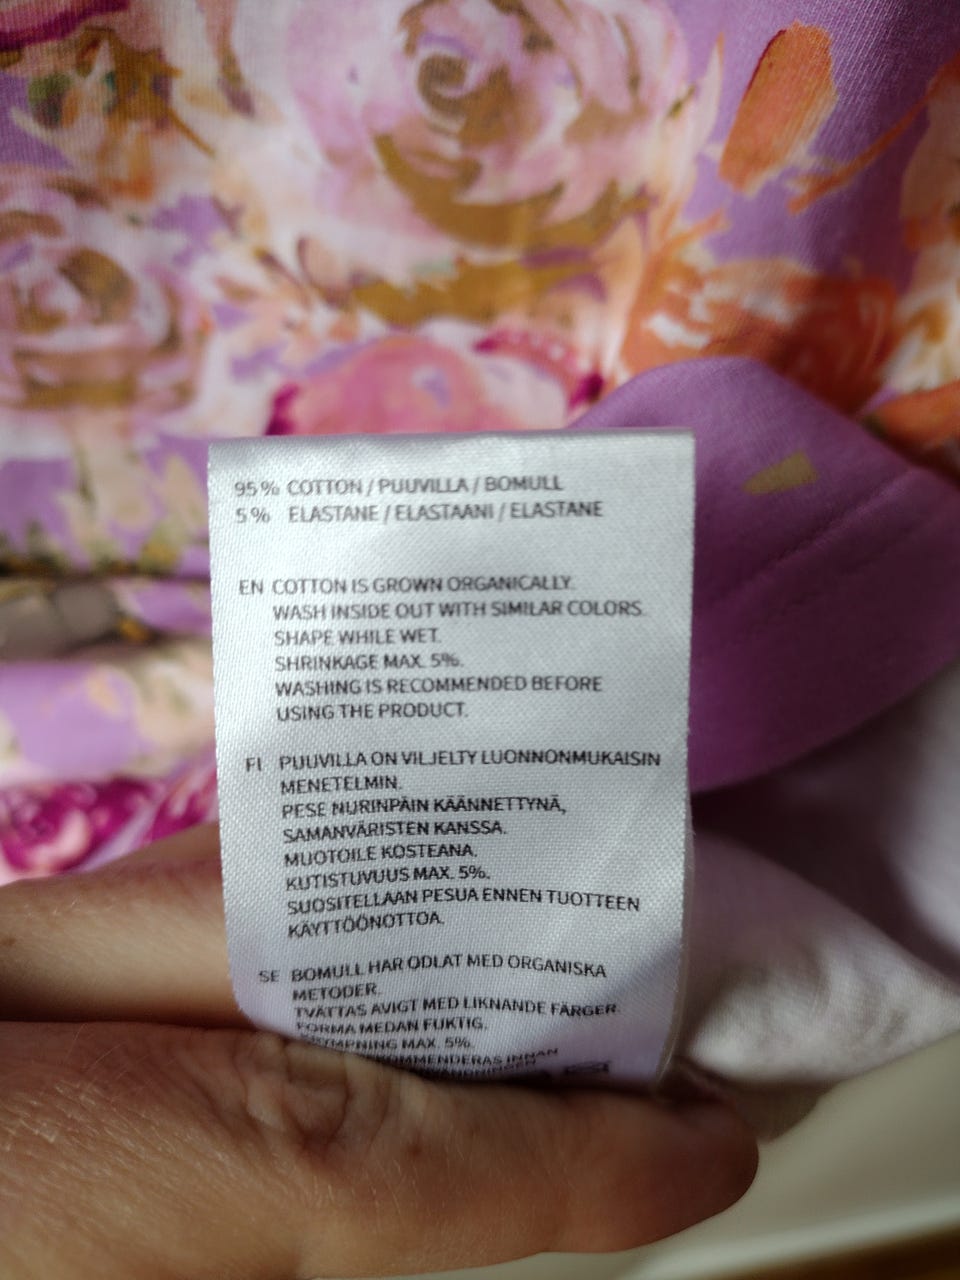 95 % COTTON / PUUVILLA / BOMULL
5 % ELASTANE / ELASTAANI / ELASTANE
EN COTTON IS GROWN ORGANICALLY.
WASH INSIDE OUT WITH SIMILAR COLORS.
SHAPE WHILE WET.
SHRINKAGE MAX. 5%.
WASHING IS RECOMMENDED BEFORE
USING THE PRODUCT.
FI PUUVILLA ON VILJELTY LUONNONMUKAISIN
MENETELMIN.
PESE NURINPÄIN KÄÄNNETTYNÄ,
SAMANVÄRISTEN KANSSA.
MUOTOILE KOSTEANA.
KUTISTUVUUS MAX. 5%.
SUOSITELLAAN PESUA ENNEN TUOTTEEN
KÄYTTÖÖNOTTOA.
SE BOMULL HAR ODLAT MED ORGANISKA
METODER.
TVÄTTAS AVIGT MED LIKNANDE FÄRGER.
FORMA MEDAN FUKTIG.
MAX. 5%.
INNAN